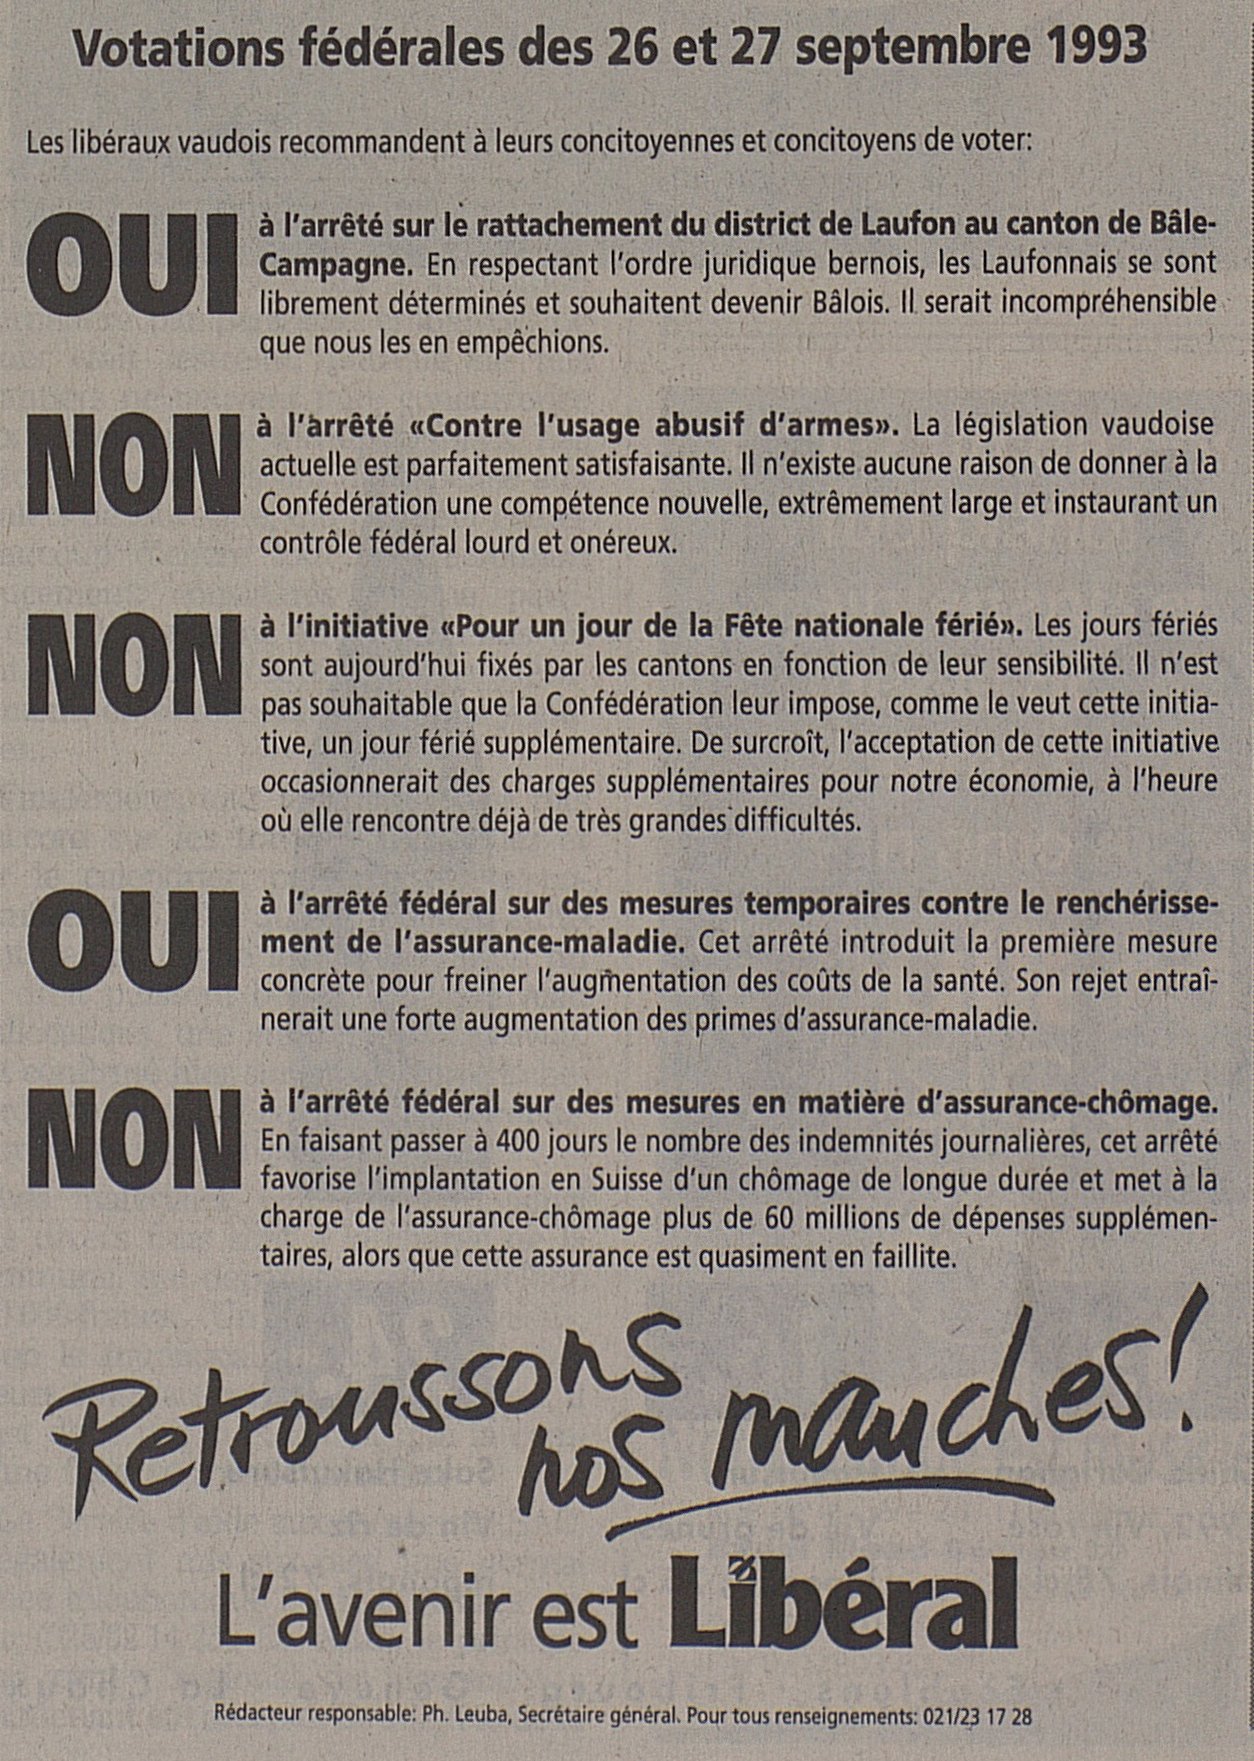 Votations fédérales des 26 et 27 septembre 1993
Les libéraux vaudois recommandent à leurs concitoyennes et concitoyens de voter:
OUI
à l'arrêté sur le rattachement du district de Laufon au canton de Bâle-
Campagne. En respectant l'ordre juridique bernois, les Laufonnais se sont
librement déterminés et souhaitent devenir Bâlois. Il serait incompréhensible
que nous les en empêchions.
NON
à l'arrêté «Contre l'usage abusif d'armes». La législation vaudoise
actuelle est parfaitement satisfaisante. Il n'existe aucune raison de donner à la
Confédération une compétence nouvelle, extrêmement large et instaurant un
contrôle fédéral lourd et onéreux.
NON
à l'initiative «Pour un jour de la Fête nationale férié». Les jours fériés
sont aujourd'hui fixés par les cantons en fonction de leur sensibilité. Il n'est
pas souhaitable que la Confédération leur impose, comme le veut cette initia-
tive, un jour férié supplémentaire. De surcroît, l'acceptation de cette initiative
occasionnerait des charges supplémentaires pour notre économie, à l'heure
où elle rencontre déjà de très grandes difficultés.
OUI
à l'arrêté fédéral sur des mesures temporaires contre le renchérisse-
ment de l'assurance-maladie. Cet arrêté introduit la première mesure
concrète pour freiner l'augmentation des coûts de la santé. Son rejet entraî-
nerait une forte augmentation des primes d'assurance-maladie.
NON
à l'arrêté fédéral sur des mesures en matière d'assurance-chômage.
En faisant passer à 400 jours le nombre des indemnités journalières, cet arrêté
favorise l'implantation en Suisse d'un chômage de longue durée et met à la
charge de l'assurance-chômage plus de 60 millions de dépenses supplémen-
taires, alors que cette assurance est quasiment en faillite.
Retroussons
nos manches!
L'avenir est Libéral
Rédacteur responsable: Ph. Leuba, Secrétaire général. Pour tous renseignements: 021/23 17 28